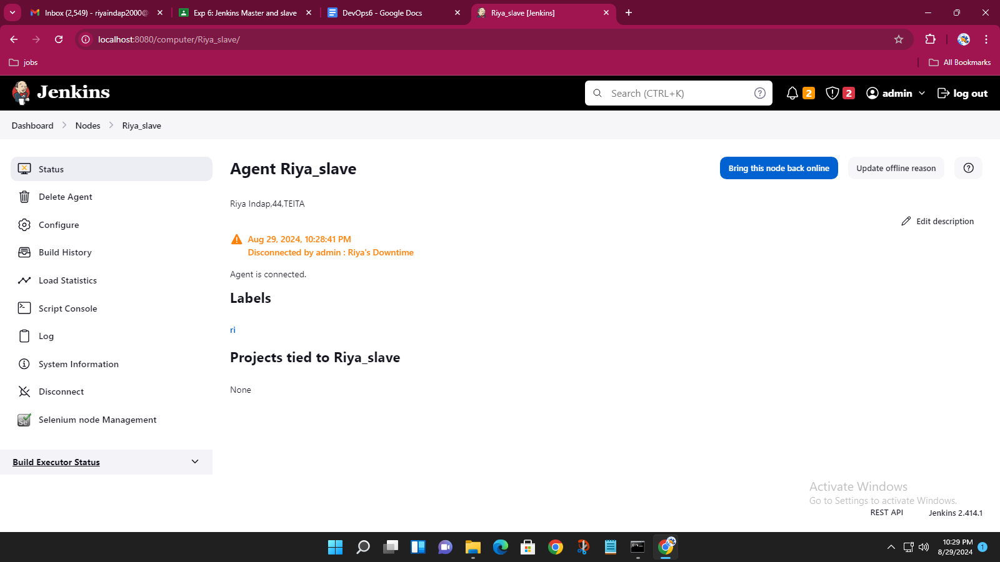 Inbox (2,549) - riyaindap2000@
Exp 6: Jenkins Master and slave
DevOps6 - Google Docs
Riya_slave [Jenkins]
localhost:8080/computer/Riya_slave/
jobs
All Bookmarks
Jenkins
Search (CTRL+K)
2
2
admin
log out
Dashboard
Nodes
Riya_slave
Status
Delete Agent
Configure
Build History
Load Statistics
Script Console
Log
System Information
Disconnect
Selenium node Management
Build Executor Status
Agent Riya_slave
Bring this node back online
Update offline reason
Riya Indap,44,TEITA
Edit description
Aug 29, 2024, 10:28:41 PM
Disconnected by admin : Riya's Downtime
Agent is connected.
Labels
ri
Projects tied to Riya_slave
None
Activate Windows
Go to Settings to activate Windows.
REST API
Jenkins 2.414.1
10:29 PM
8/29/2024
1